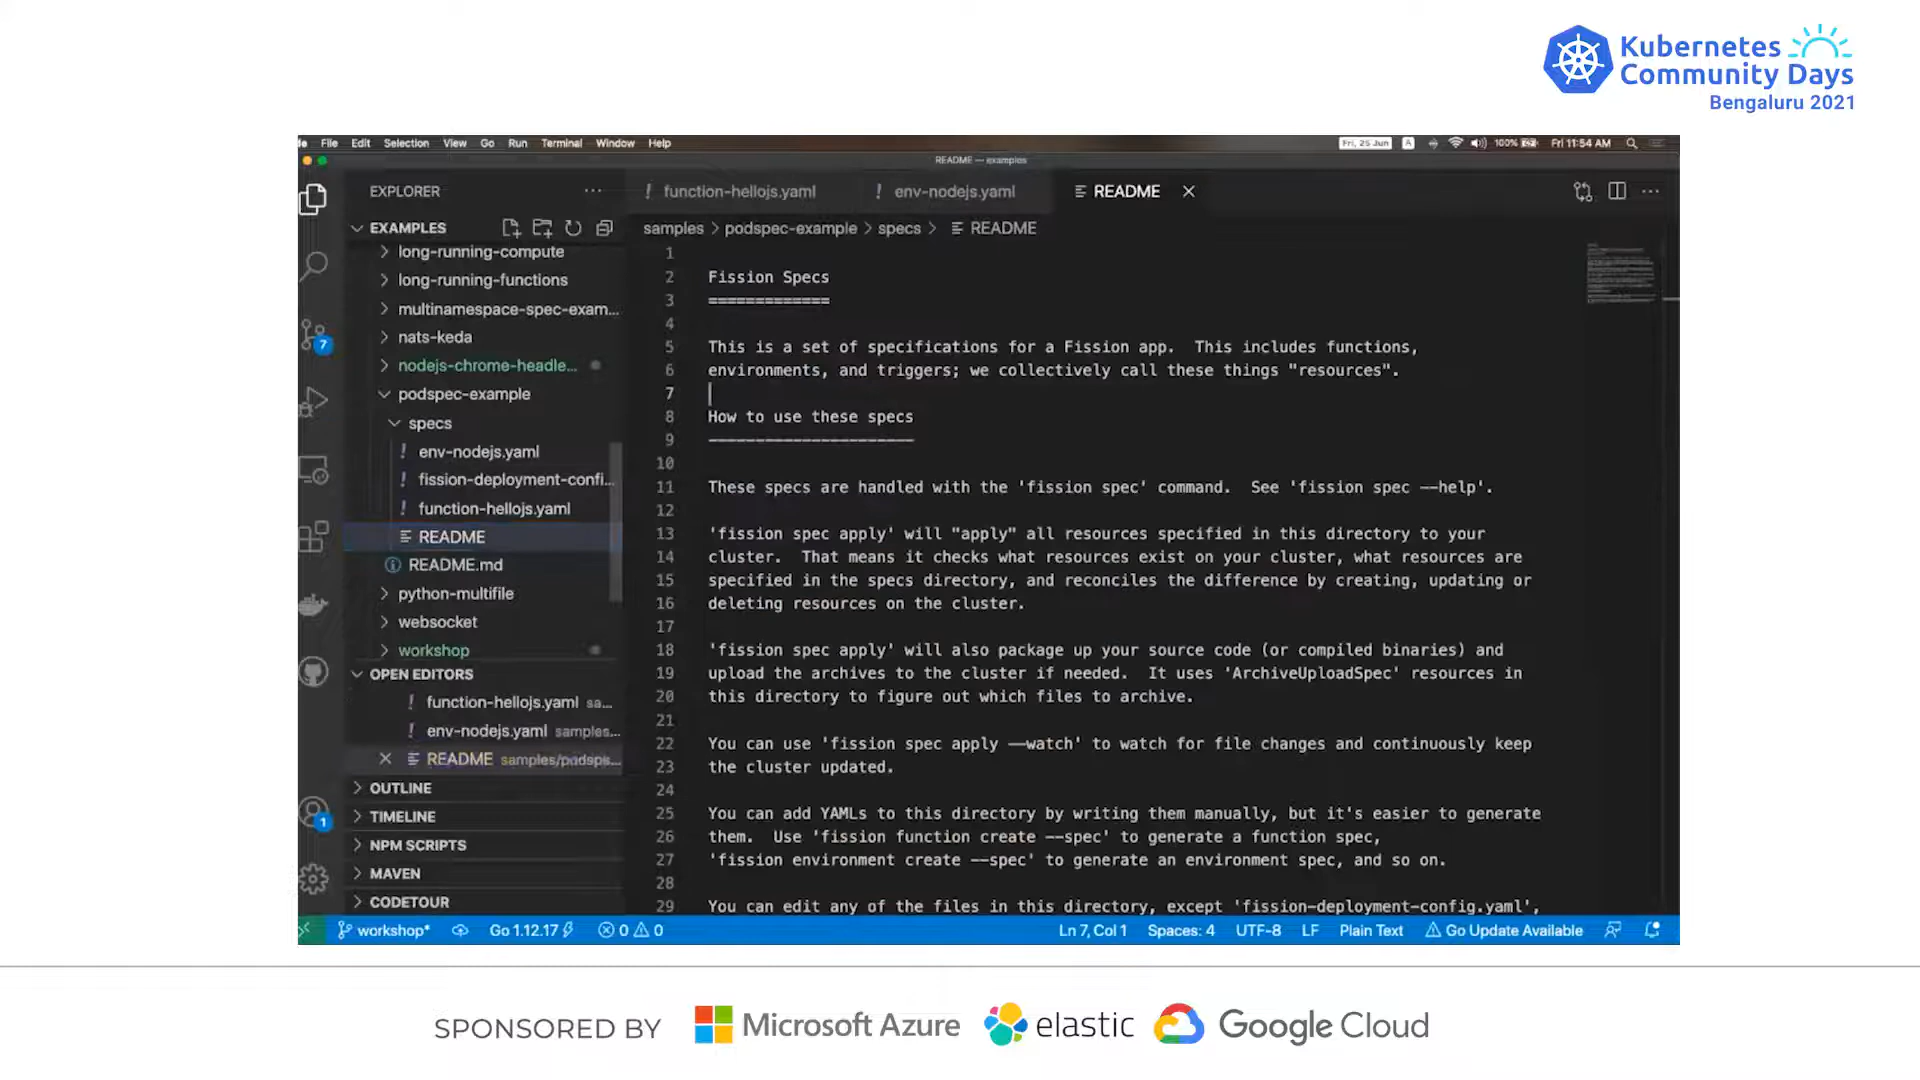 Kubernetes
Community Days
Bengaluru 2021
File Edit Selection View Go Run Terminal Window Help
Fri, 25 Jun A 100% Fri 11:54 AM
README — examples
EXPLORER
function-hellojs.yaml
env-nodejs.yaml
README
EXAMPLES
samples > podspec-example > specs > README
long-running-compute
long-running-functions
multinamespace-spec-exam...
nats-keda
nodejs-chrome-headle...
podspec-example
specs
env-nodejs.yaml
fission-deployment-confi...
function-hellojs.yaml
README
README.md
python-multifile
websocket
workshop
OPEN EDITORS
function-hellojs.yaml sa...
env-nodejs.yaml samples...
README samples/podsps...
OUTLINE
TIMELINE
NPM SCRIPTS
MAVEN
CODETOUR
7
1
1
2 Fission Specs
3 =============
4
5 This is a set of specifications for a Fission app.  This includes functions,
6 environments, and triggers; we collectively call these things "resources".
7
8 How to use these specs
9 ----------------------
10
11 These specs are handled with the 'fission spec' command.  See 'fission spec --help'.
12
13 'fission spec apply' will "apply" all resources specified in this directory to your
14 cluster.  That means it checks what resources exist on your cluster, what resources are
15 specified in the specs directory, and reconciles the difference by creating, updating or
16 deleting resources on the cluster.
17
18 'fission spec apply' will also package up your source code (or compiled binaries) and
19 upload the archives to the cluster if needed.  It uses 'ArchiveUploadSpec' resources in
20 this directory to figure out which files to archive.
21
22 You can use 'fission spec apply --watch' to watch for file changes and continuously keep
23 the cluster updated.
24
25 You can add YAMLs to this directory by writing them manually, but it's easier to generate
26 them.  Use 'fission function create --spec' to generate a function spec,
27 'fission environment create --spec' to generate an environment spec, and so on.
28
29 You can edit any of the files in this directory, except 'fission-deployment-config.yaml',
workshop* Go 1.12.17 0 0 Ln 7, Col 1 Spaces: 4 UTF-8 LF Plain Text Go Update Available
SPONSORED BY Microsoft Azure elastic Google Cloud